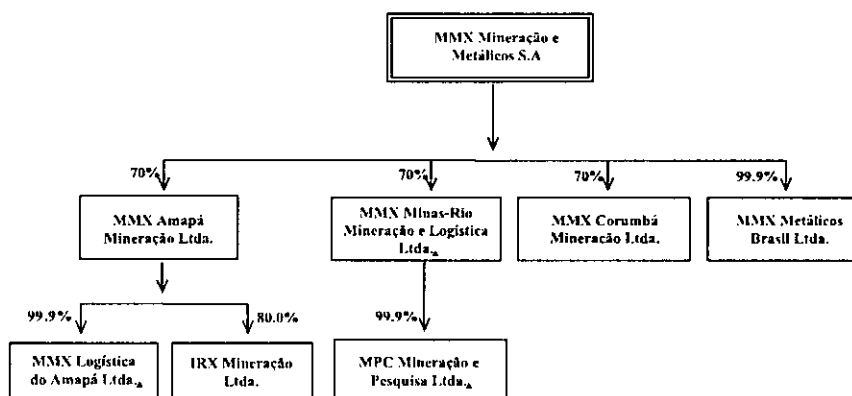 MMX Mineração e
Metálicos S.A
70%
70%
70%
99.9%
MMX Amapá
Mineração Ltda.
MMX Minas-Rio
Mineração e Logística
Ltda.
MMX Corumbá
Mineração Ltda.
MMX Metálicos
Brasil Ltda.
99.9%
80.0%
99.9%
MMX Logística
do Amapá Ltda.
IRX Mineração
Ltda.
MPC Mineração e
Pesquisa Ltda.